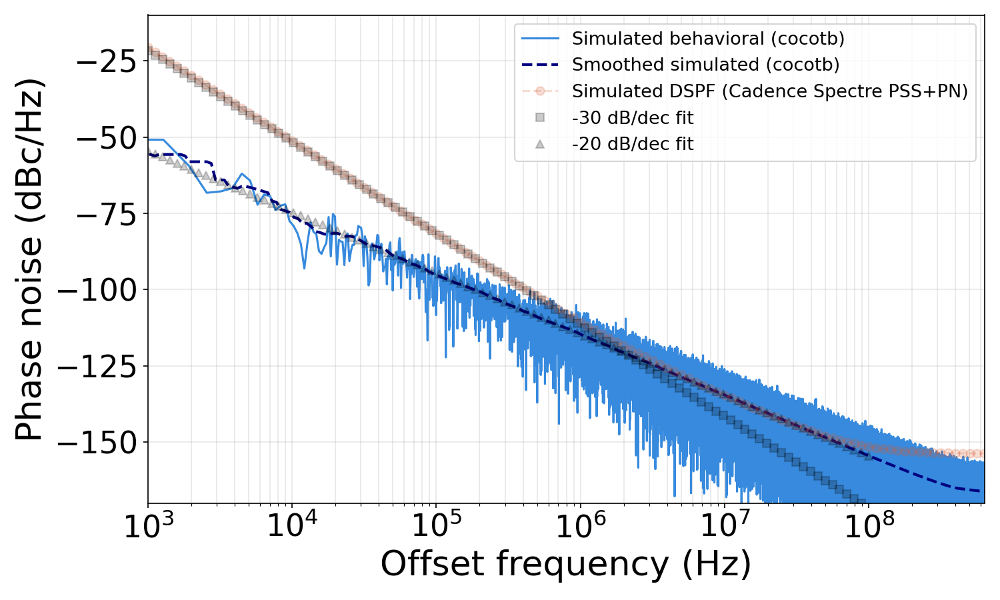 Phase noise (dBc/Hz)
−25
−50
−75
−100
−125
−150
Simulated behavioral (cocotb)
Smoothed simulated (cocotb)
Simulated DSPF (Cadence Spectre PSS+PN)
-30 dB/dec fit
-20 dB/dec fit
10³ 10⁴ 10⁵ 10⁶ 10⁷ 10⁸
Offset frequency (Hz)